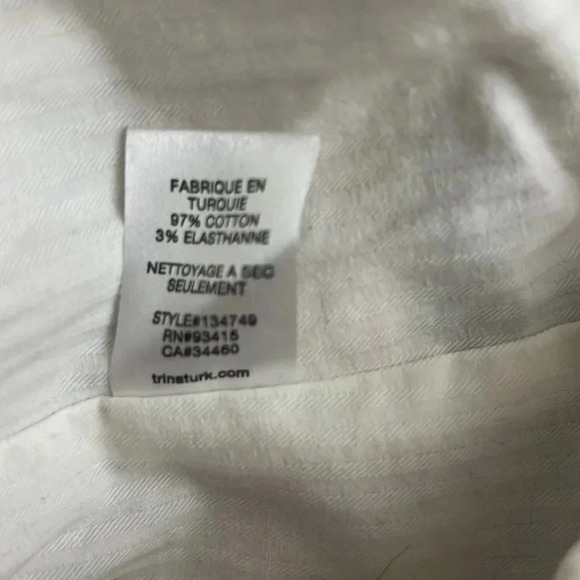 FABRIQUE EN
TURQUIE
97% COTTON
3% ELASTHANNE
NETTOYAGE A SEC
SEULEMENT
STYLE#134749
RN#93415
CA#34460
trinaturk.com